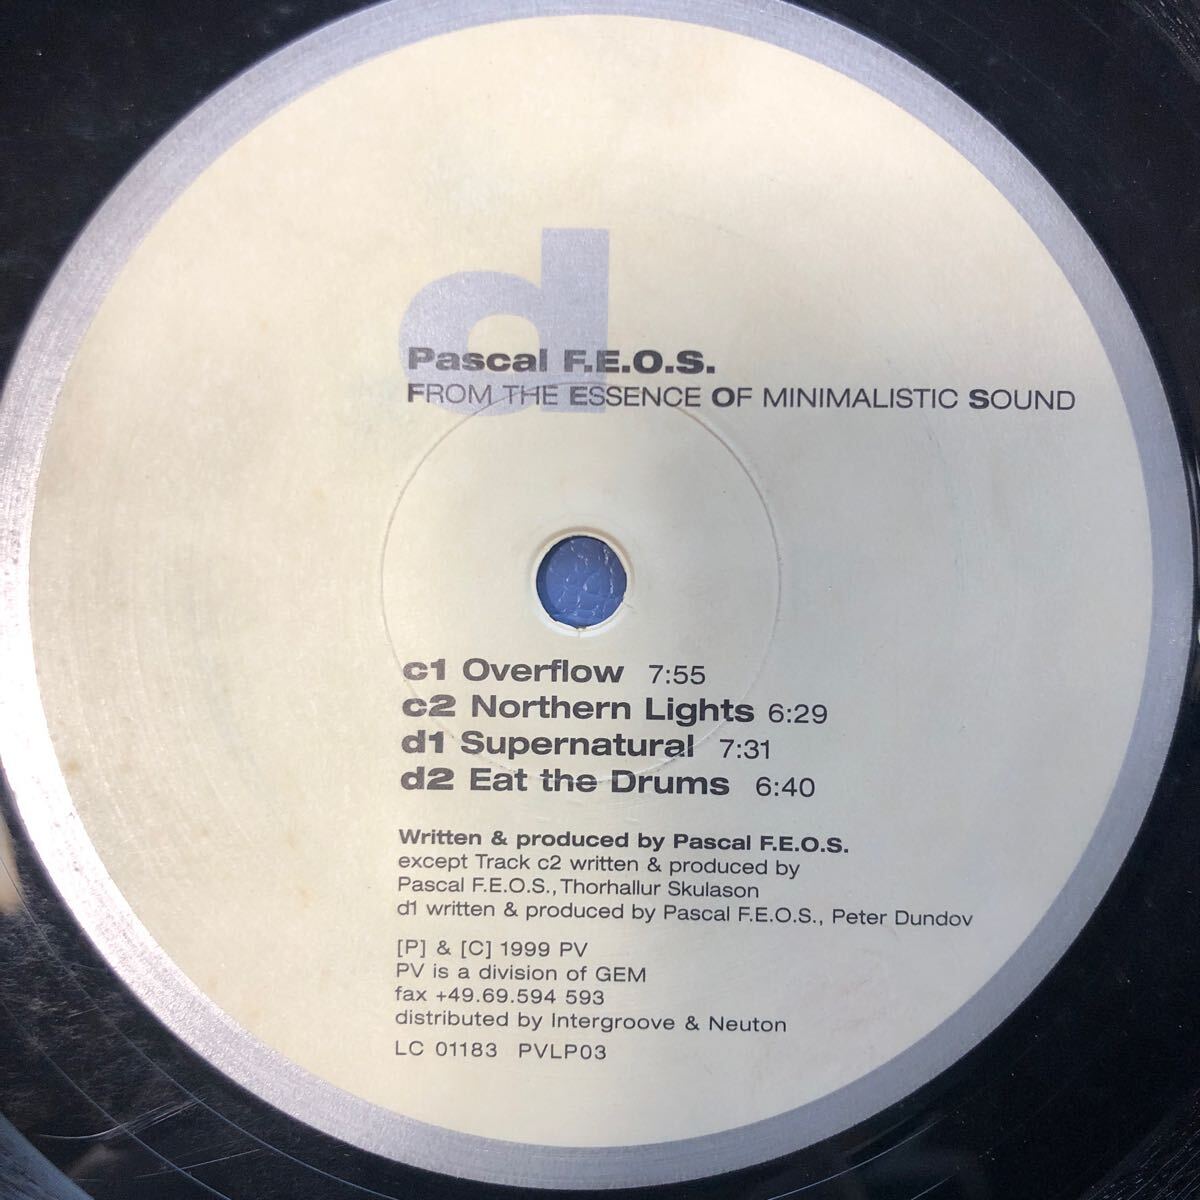 d
Pascal F.E.O.S.
FROM THE ESSENCE OF MINIMALISTIC SOUND
c1 Overflow 7:55
c2 Northern Lights 6:29
d1 Supernatural 7:31
d2 Eat the Drums 6:40
Written & produced by Pascal F.E.O.S.
except Track c2 written & produced by
Pascal F.E.O.S., Thorhallur Skulason
d1 written & produced by Pascal F.E.O.S., Peter Dundov
[P] & [C] 1999 PV
PV is a division of GEM
fax +49.69.594 593
distributed by Intergroove & Neuton
LC 01183 PVLP03